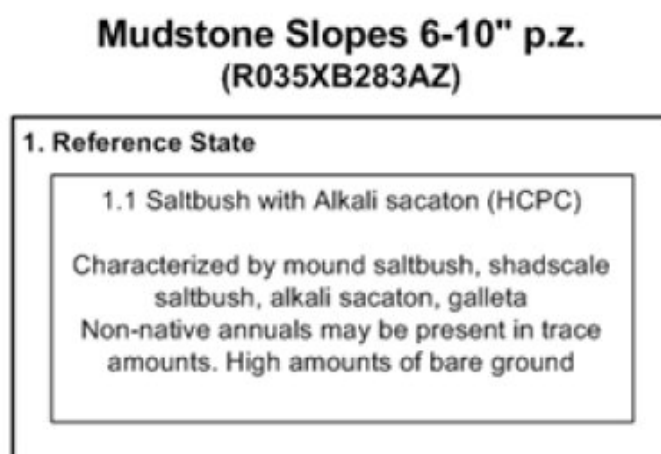 Mudstone Slopes 6-10" p.z.
(R035XB283AZ)
1. Reference State
1.1 Saltbush with Alkali sacaton (HCPC)
Characterized by mound saltbush, shadscale
saltbush, alkali sacaton, galleta
Non-native annuals may be present in trace
amounts. High amounts of bare ground